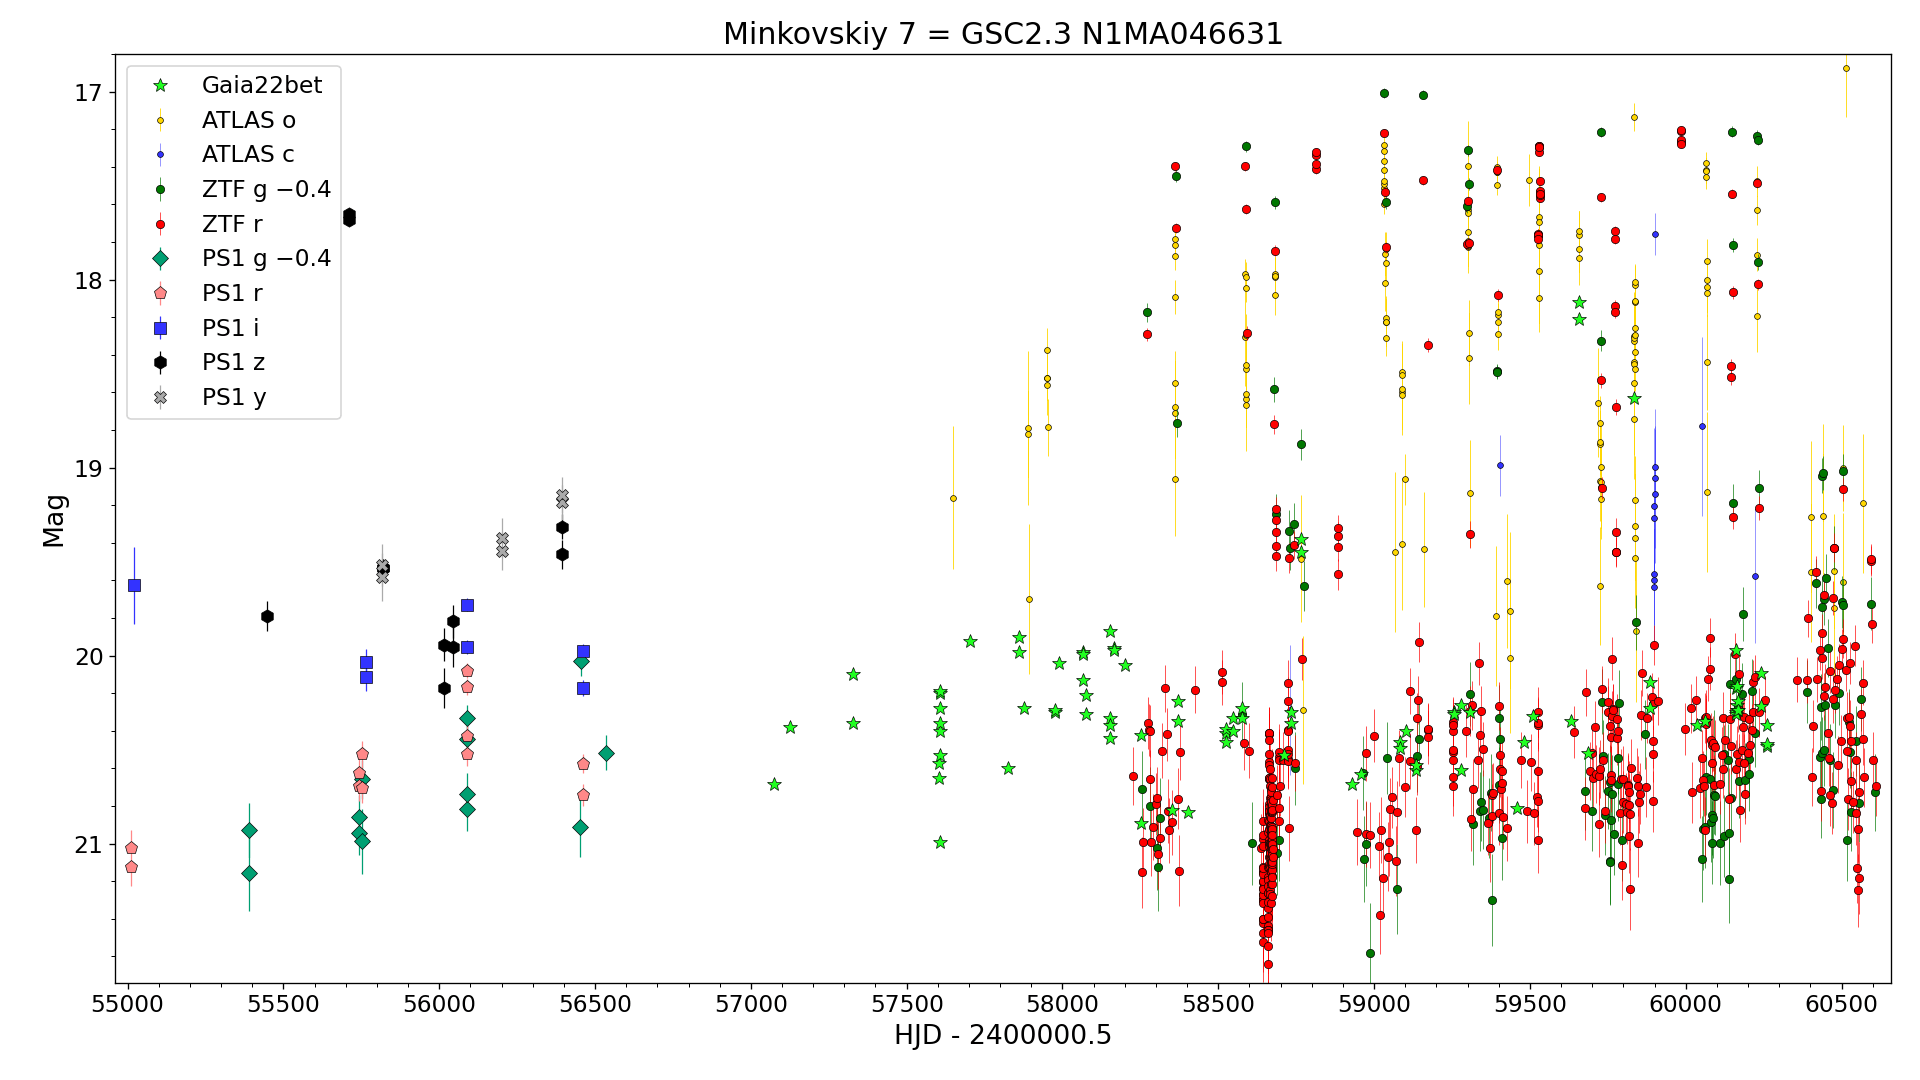 Minkovskiy 7 = GSC2.3 N1MA046631
Gaia22bet
ATLAS o
ATLAS c
ZTF g −0.4
ZTF r
PS1 g −0.4
PS1 r
PS1 i
PS1 z
PS1 y
17
18
19
20
21
Mag
55000 55500 56000 56500 57000 57500 58000 58500 59000 59500 60000 60500
HJD - 2400000.5